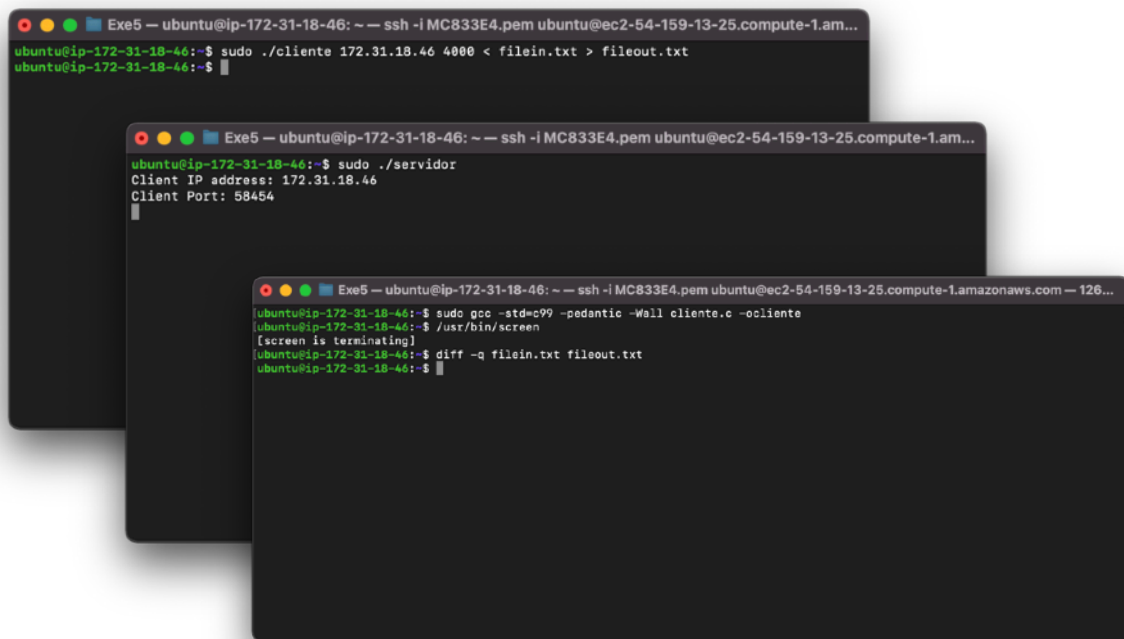 Exe5 — ubuntu@ip-172-31-18-46: ~ — ssh -i MC833E4.pem ubuntu@ec2-54-159-13-25.compute-1.am...
ubuntu@ip-172-31-18-46:~$ sudo ./cliente 172.31.18.46 4000 < filein.txt > fileout.txt
ubuntu@ip-172-31-18-46:~$
Exe5 — ubuntu@ip-172-31-18-46: ~ — ssh -i MC833E4.pem ubuntu@ec2-54-159-13-25.compute-1.am...
ubuntu@ip-172-31-18-46:~$ sudo ./servidor
Client IP address: 172.31.18.46
Client Port: 58454
Exe5 — ubuntu@ip-172-31-18-46: ~ — ssh -i MC833E4.pem ubuntu@ec2-54-159-13-25.compute-1.amazonaws.com — 126...
[ubuntu@ip-172-31-18-46:~$ sudo gcc -std=c99 -pedantic -Wall cliente.c -ocliente
[ubuntu@ip-172-31-18-46:~$ /usr/bin/screen
[screen is terminating]
[ubuntu@ip-172-31-18-46:~$ diff -q filein.txt fileout.txt
ubuntu@ip-172-31-18-46:~$